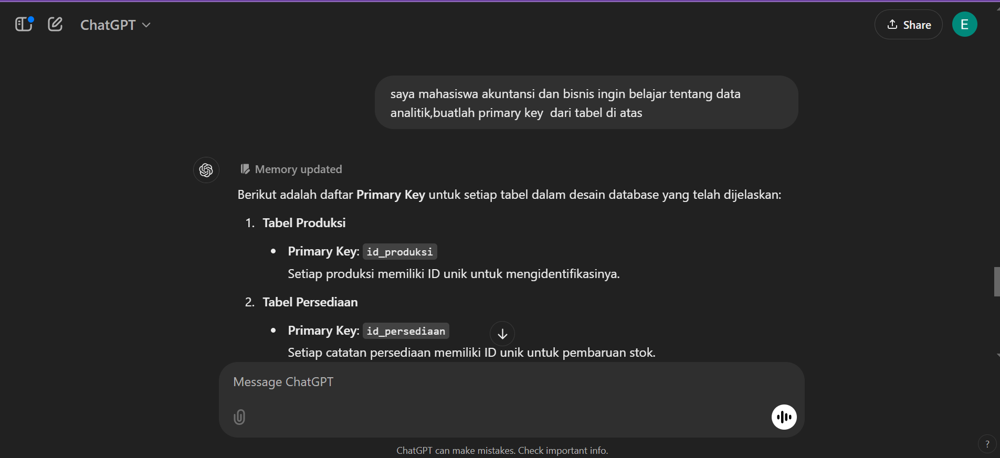 ChatGPT
Share
E
saya mahasiswa akuntansi dan bisnis ingin belajar tentang data
analitik,buatlah primary key  dari tabel di atas
Memory updated
Berikut adalah daftar Primary Key untuk setiap tabel dalam desain database yang telah dijelaskan:
1. Tabel Produksi
• Primary Key: id_produksi
Setiap produksi memiliki ID unik untuk mengidentifikasinya.
2. Tabel Persediaan
• Primary Key: id_persediaan
Setiap catatan persediaan memiliki ID unik untuk pembaruan stok.
Message ChatGPT
ChatGPT can make mistakes. Check important info.
?